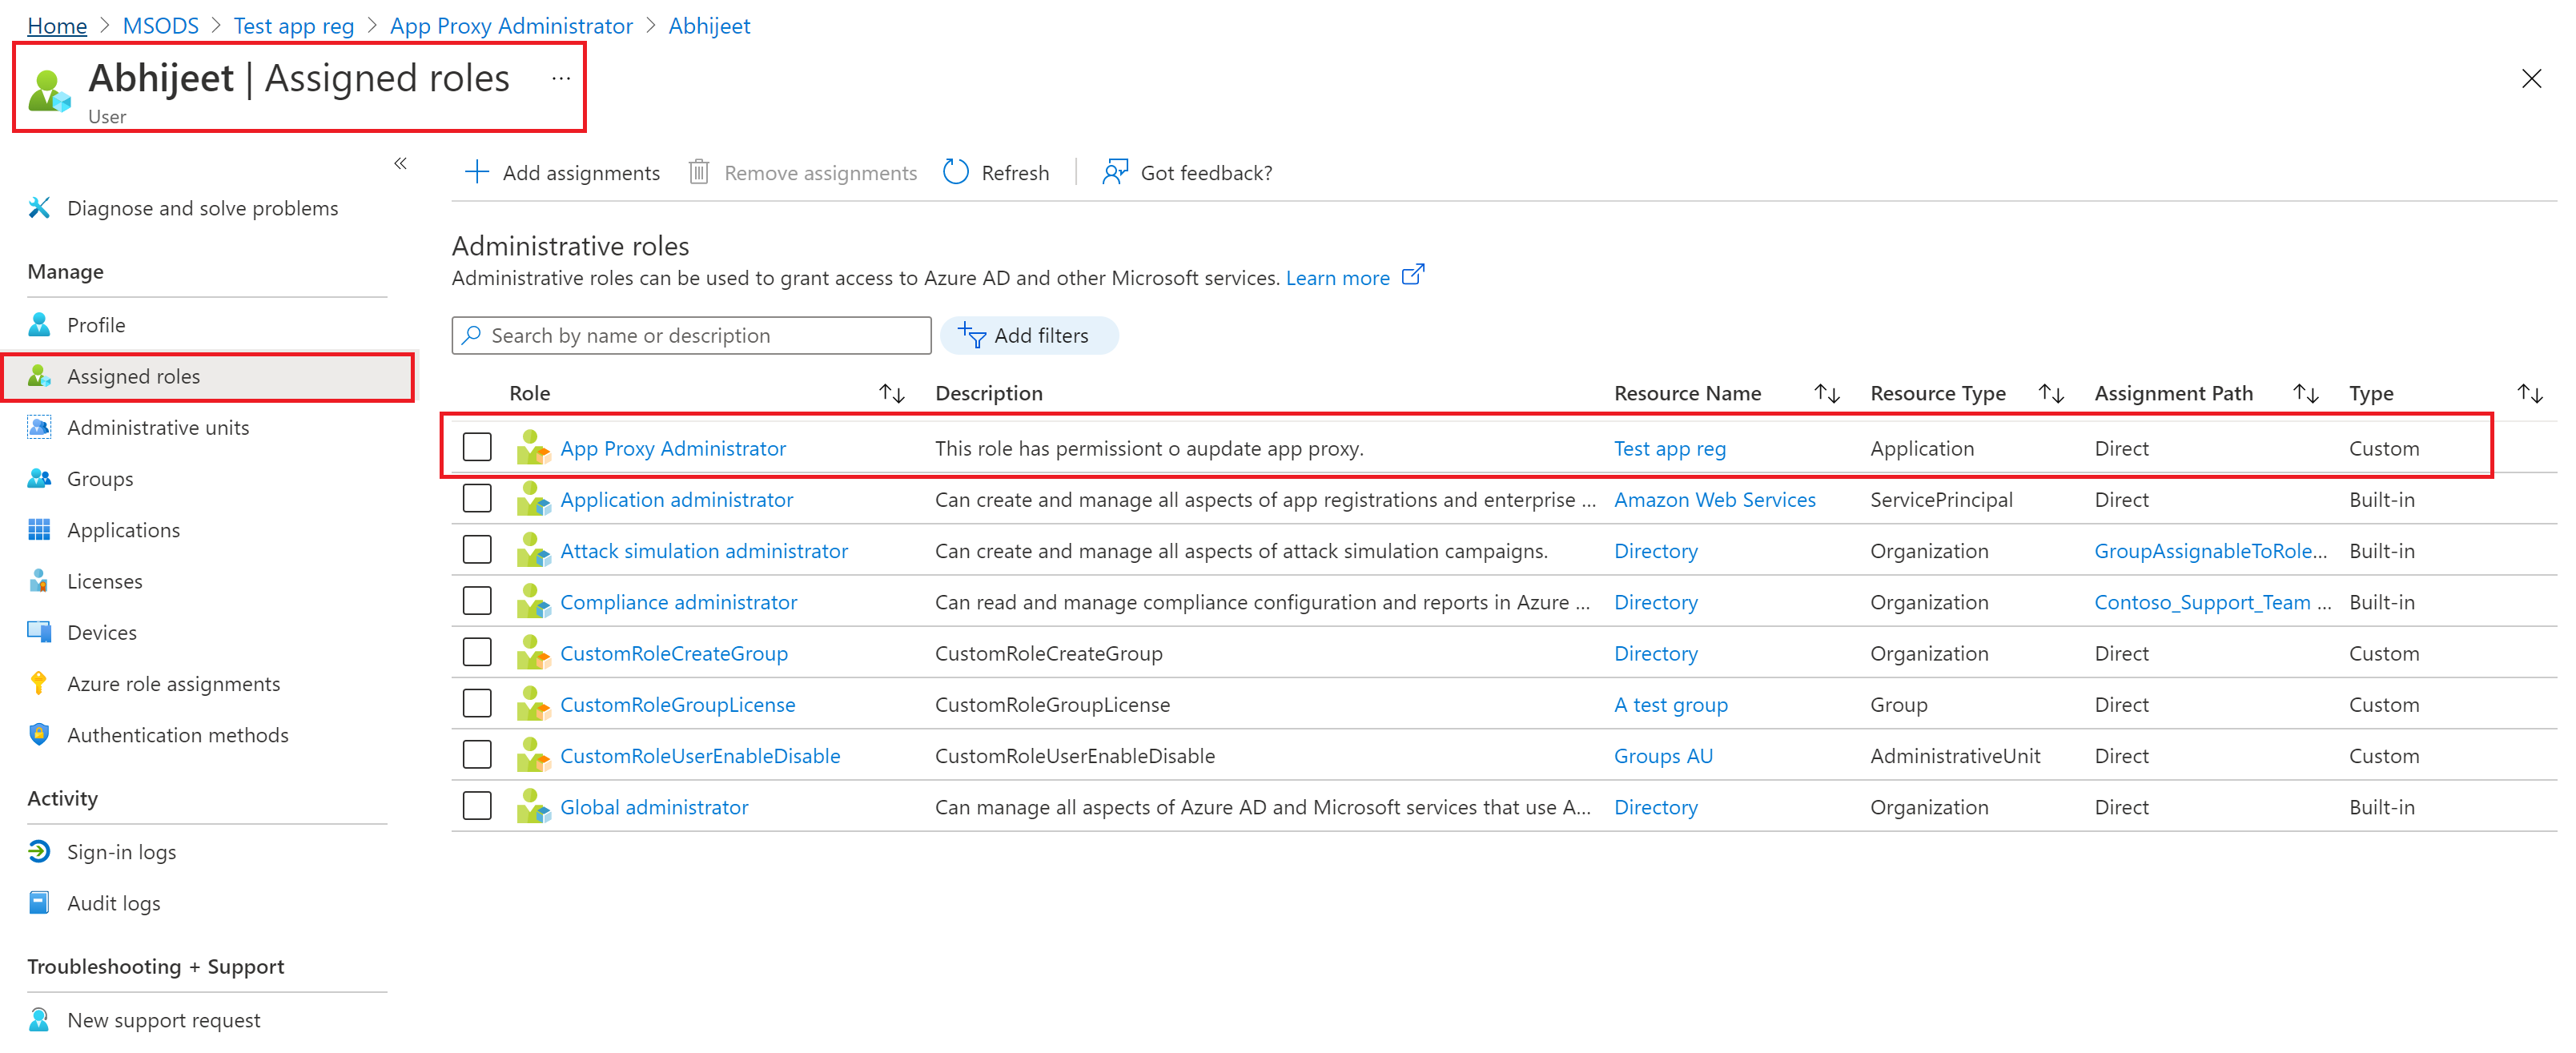 Home > MSODS > Test app reg > App Proxy Administrator > Abhijeet
Abhijeet | Assigned roles ...
User
«
Add assignments Remove assignments Refresh | Got feedback?
Diagnose and solve problems
Manage
Profile
Assigned roles
Administrative units
Groups
Applications
Licenses
Devices
Azure role assignments
Authentication methods
Activity
Sign-in logs
Audit logs
Troubleshooting + Support
New support request
Administrative roles
Administrative roles can be used to grant access to Azure AD and other Microsoft services. Learn more
Search by name or description Add filters
Role Description Resource Name Resource Type Assignment Path Type
App Proxy Administrator This role has permissiont o aupdate app proxy. Test app reg Application Direct Custom
Application administrator Can create and manage all aspects of app registrations and enterprise ... Amazon Web Services ServicePrincipal Direct Built-in
Attack simulation administrator Can create and manage all aspects of attack simulation campaigns. Directory Organization GroupAssignableToRole... Built-in
Compliance administrator Can read and manage compliance configuration and reports in Azure ... Directory Organization Contoso_Support_Team ... Built-in
CustomRoleCreateGroup CustomRoleCreateGroup Directory Organization Direct Custom
CustomRoleGroupLicense CustomRoleGroupLicense A test group Group Direct Custom
CustomRoleUserEnableDisable CustomRoleUserEnableDisable Groups AU AdministrativeUnit Direct Custom
Global administrator Can manage all aspects of Azure AD and Microsoft services that use A... Directory Organization Direct Built-in